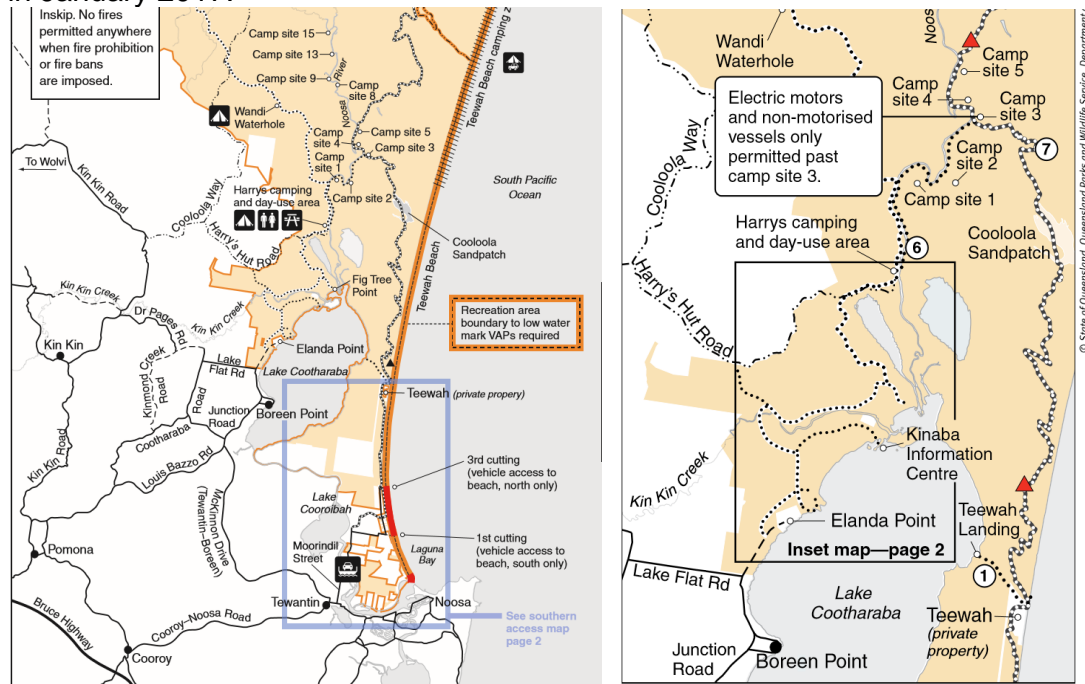 Inskip. No fires
permitted anywhere
when fire prohibition
or fire bans
are imposed.
Camp site 15
Camp site 13
Camp site 9
River
Camp
site 8
Noosa
Wandi
Waterhole
Camp site 5
Camp
site 4
Camp site 3
Camp
site 1
Camp site 2
Teewah Beach camping z
To Wolvi
Kin Kin Road
Cooloola Way
Harrys camping
and day-use area
Harry's Hut Road
South Pacific
Ocean
Cooloola
Sandpatch
Teewah Beach
Fig Tree
Point
Recreation area
boundary to low water
mark VAPs required
Kin Kin Creek
Dr Pages Rd
Kin Kin Creek
Kin Kin
Elanda Point
Lake
Flat Rd
Lake Cootharaba
Kinmond Creek
Road
Road
Teewah (private propery)
Junction
Road
Boreen Point
Cootharaba
Kin Kin Road
Louis Bazzo Rd
3rd cutting
(vehicle access to
beach, north only)
McKinnon Drive
(Tewantin–Boreen)
Lake
Cooroibah
1st cutting
(vehicle access to
beach, south only)
Laguna
Bay
Moorindil
Street
Pomona
Tewantin
Noosa
Bruce Highway
Cooroy–Noosa Road
See southern
access map
page 2
Cooroy
Wandi
Waterhole
Noos
Camp
site 5
Camp
site 4
Camp
site 3
Electric motors
and non-motorised
vessels only
permitted past
camp site 3.
7
Camp
site 2
Camp site 1
Cooloola Way
Harrys camping
and day-use area
6
Cooloola
Sandpatch
Harry's Hut Road
Kinaba
Information
Centre
Kin Kin Creek
Elanda Point
Teewah
Landing
Inset map—page 2
1
Lake Flat Rd
Lake
Cootharaba
Teewah
(private
property)
Junction
Road
Boreen Point
of Queensland, Queensland Parks and Wildlife Service, Department